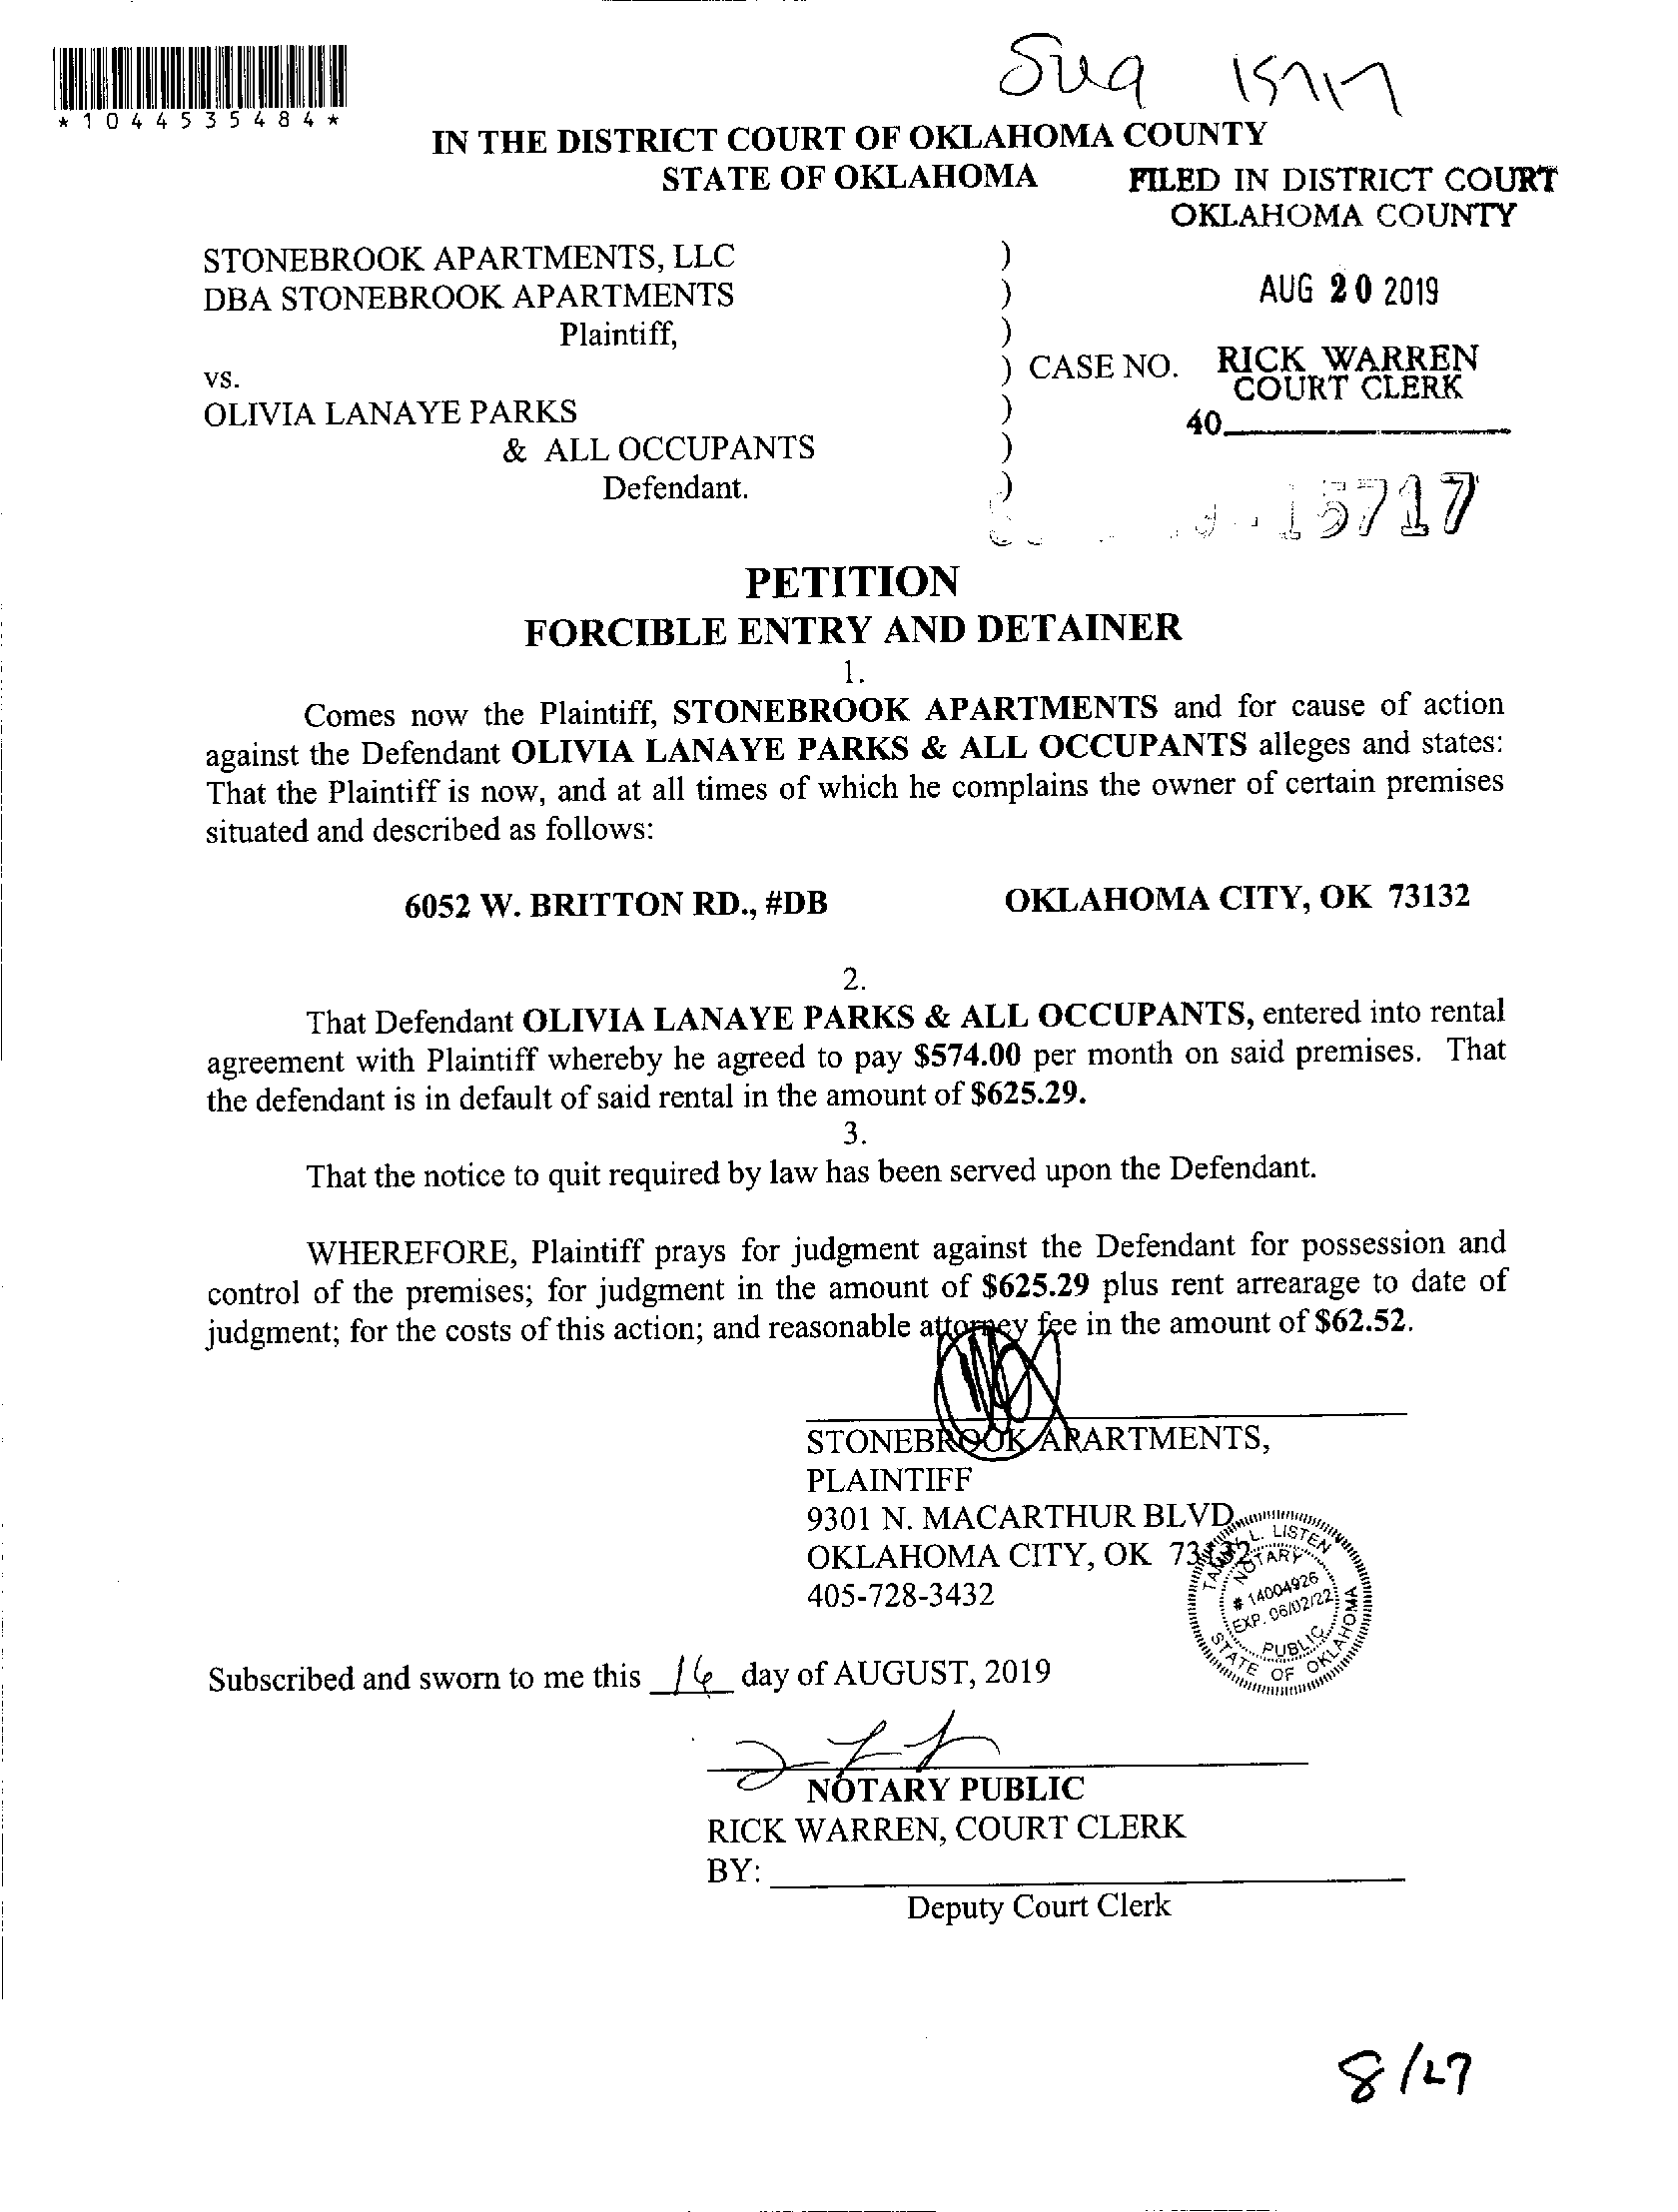 *1044535484*
IN THE DISTRICT COURT OF OKLAHOMA COUNTY
STATE OF OKLAHOMA
FILED IN DISTRICT COURT
OKLAHOMA COUNTY
STONEBROOK APARTMENTS, LLC )
DBA STONEBROOK APARTMENTS )
AUG 20 2019
Plaintiff, )
vs. ) CASE NO.
RICK WARREN
COURT CLERK
OLIVIA LANAYE PARKS )
40
& ALL OCCUPANTS )
Defendant. )
15717
PETITION
FORCIBLE ENTRY AND DETAINER
1.
Comes now the Plaintiff, STONEBROOK APARTMENTS and for cause of action
against the Defendant OLIVIA LANAYE PARKS & ALL OCCUPANTS alleges and states:
That the Plaintiff is now, and at all times of which he complains the owner of certain premises
situated and described as follows:
6052 W. BRITTON RD., #DB OKLAHOMA CITY, OK 73132
2.
That Defendant OLIVIA LANAYE PARKS & ALL OCCUPANTS, entered into rental
agreement with Plaintiff whereby he agreed to pay $574.00 per month on said premises. That
the defendant is in default of said rental in the amount of $625.29.
3.
That the notice to quit required by law has been served upon the Defendant.
WHEREFORE, Plaintiff prays for judgment against the Defendant for possession and
control of the premises; for judgment in the amount of $625.29 plus rent arrearage to date of
judgment; for the costs of this action; and reasonable attorney fee in the amount of $62.52.
STONEBROOK APARTMENTS,
PLAINTIFF
9301 N. MACARTHUR BLVD
OKLAHOMA CITY, OK
405-728-3432
L. LISTEN
NOTARY
# 14004926
EXP. 06/02/22
PUBLIC
STATE OF OKLAHOMA
Subscribed and sworn to me this 16 day of AUGUST, 2019
NOTARY PUBLIC
RICK WARREN, COURT CLERK
BY:
Deputy Court Clerk
8/27